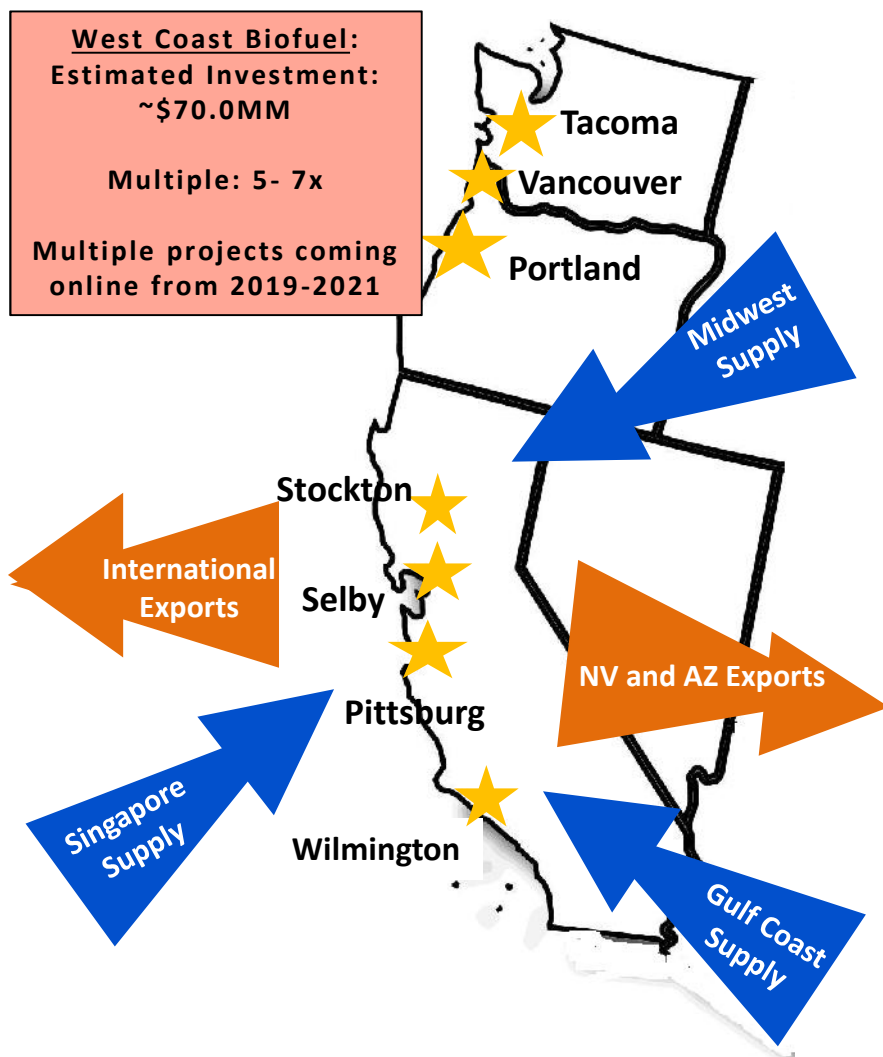 West Coast Biofuel:
Estimated Investment:
~$70.0MM
Multiple: 5- 7x
Multiple projects coming
online from 2019-2021
Tacoma
Vancouver
Portland
Midwest
Supply
Stockton
International
Exports
Selby
NV and AZ Exports
Pittsburg
Singapore
Supply
Wilmington
Gulf Coast
Supply